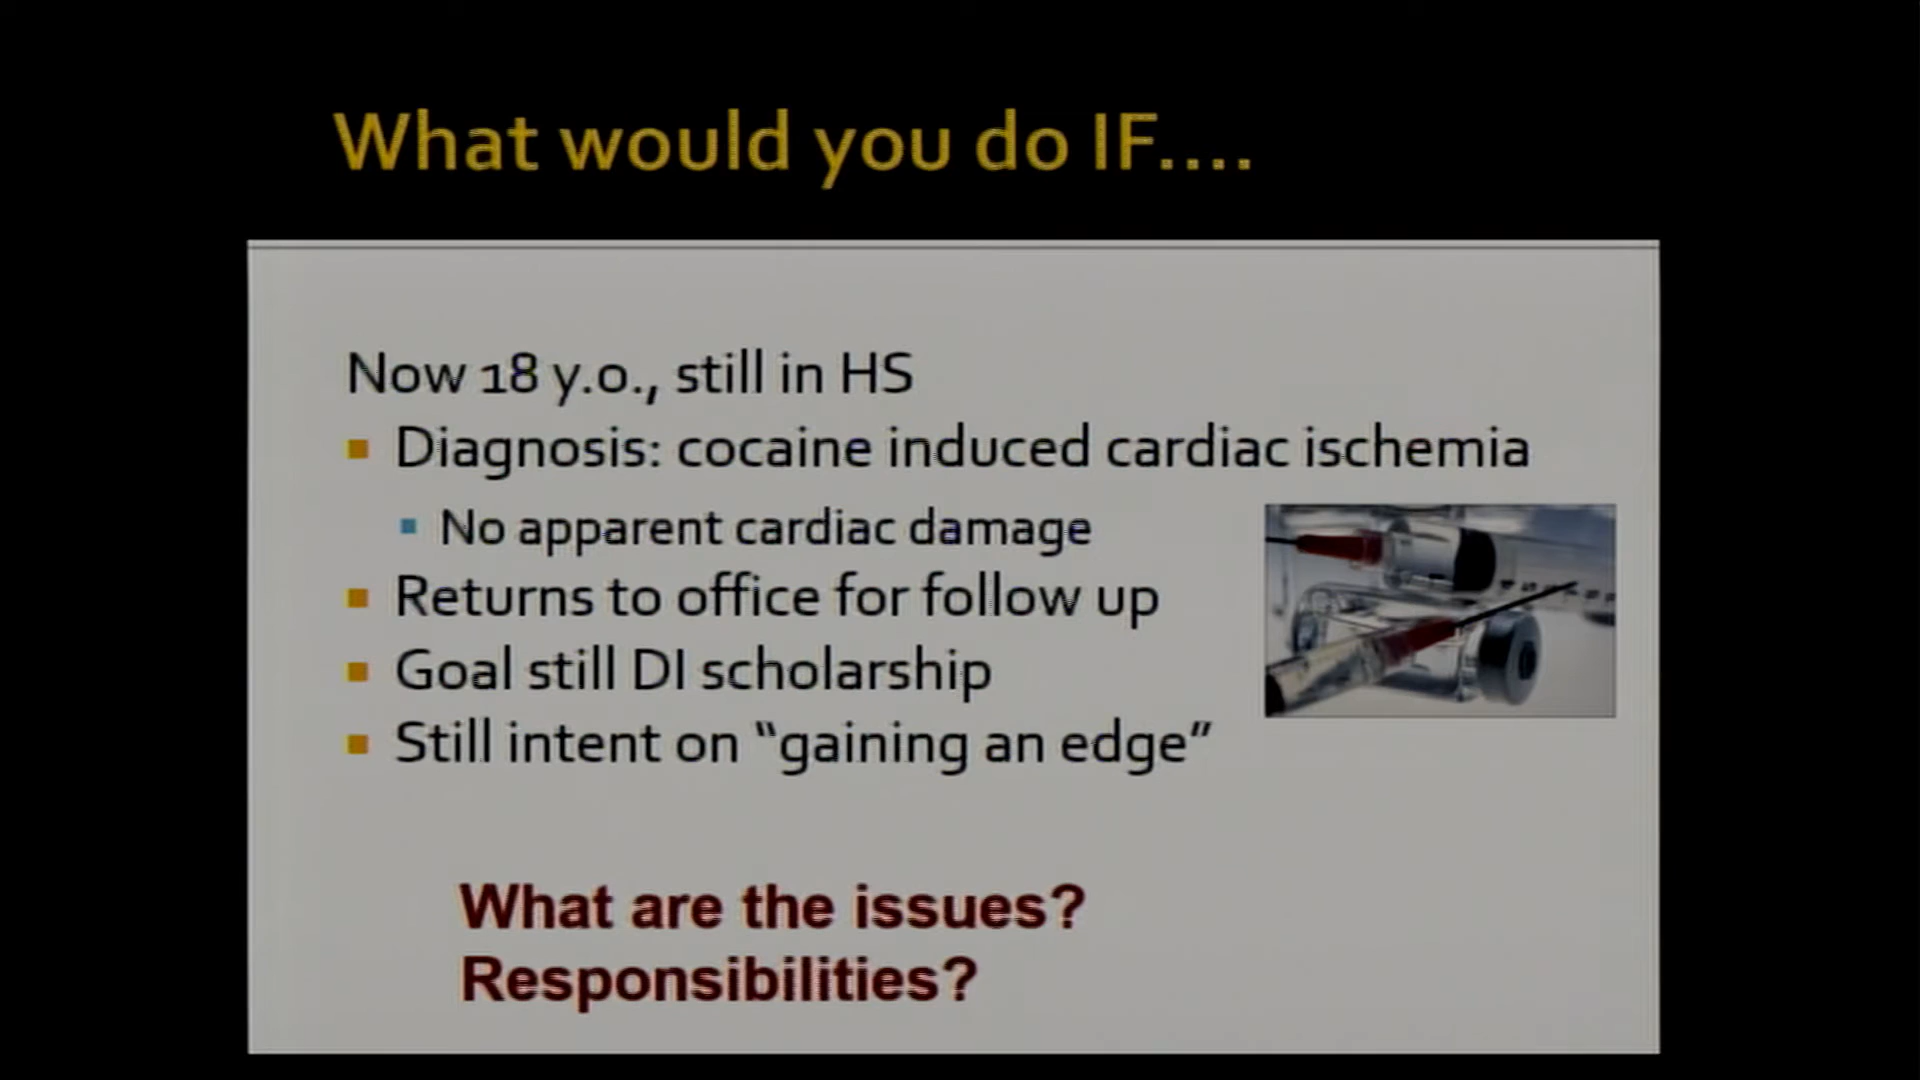 What would you do IF....
Now 18 y.o., still in HS
Diagnosis: cocaine induced cardiac ischemia
No apparent cardiac damage
Returns to office for follow up
Goal still DI scholarship
Still intent on “gaining an edge”
What are the issues?
Responsibilities?